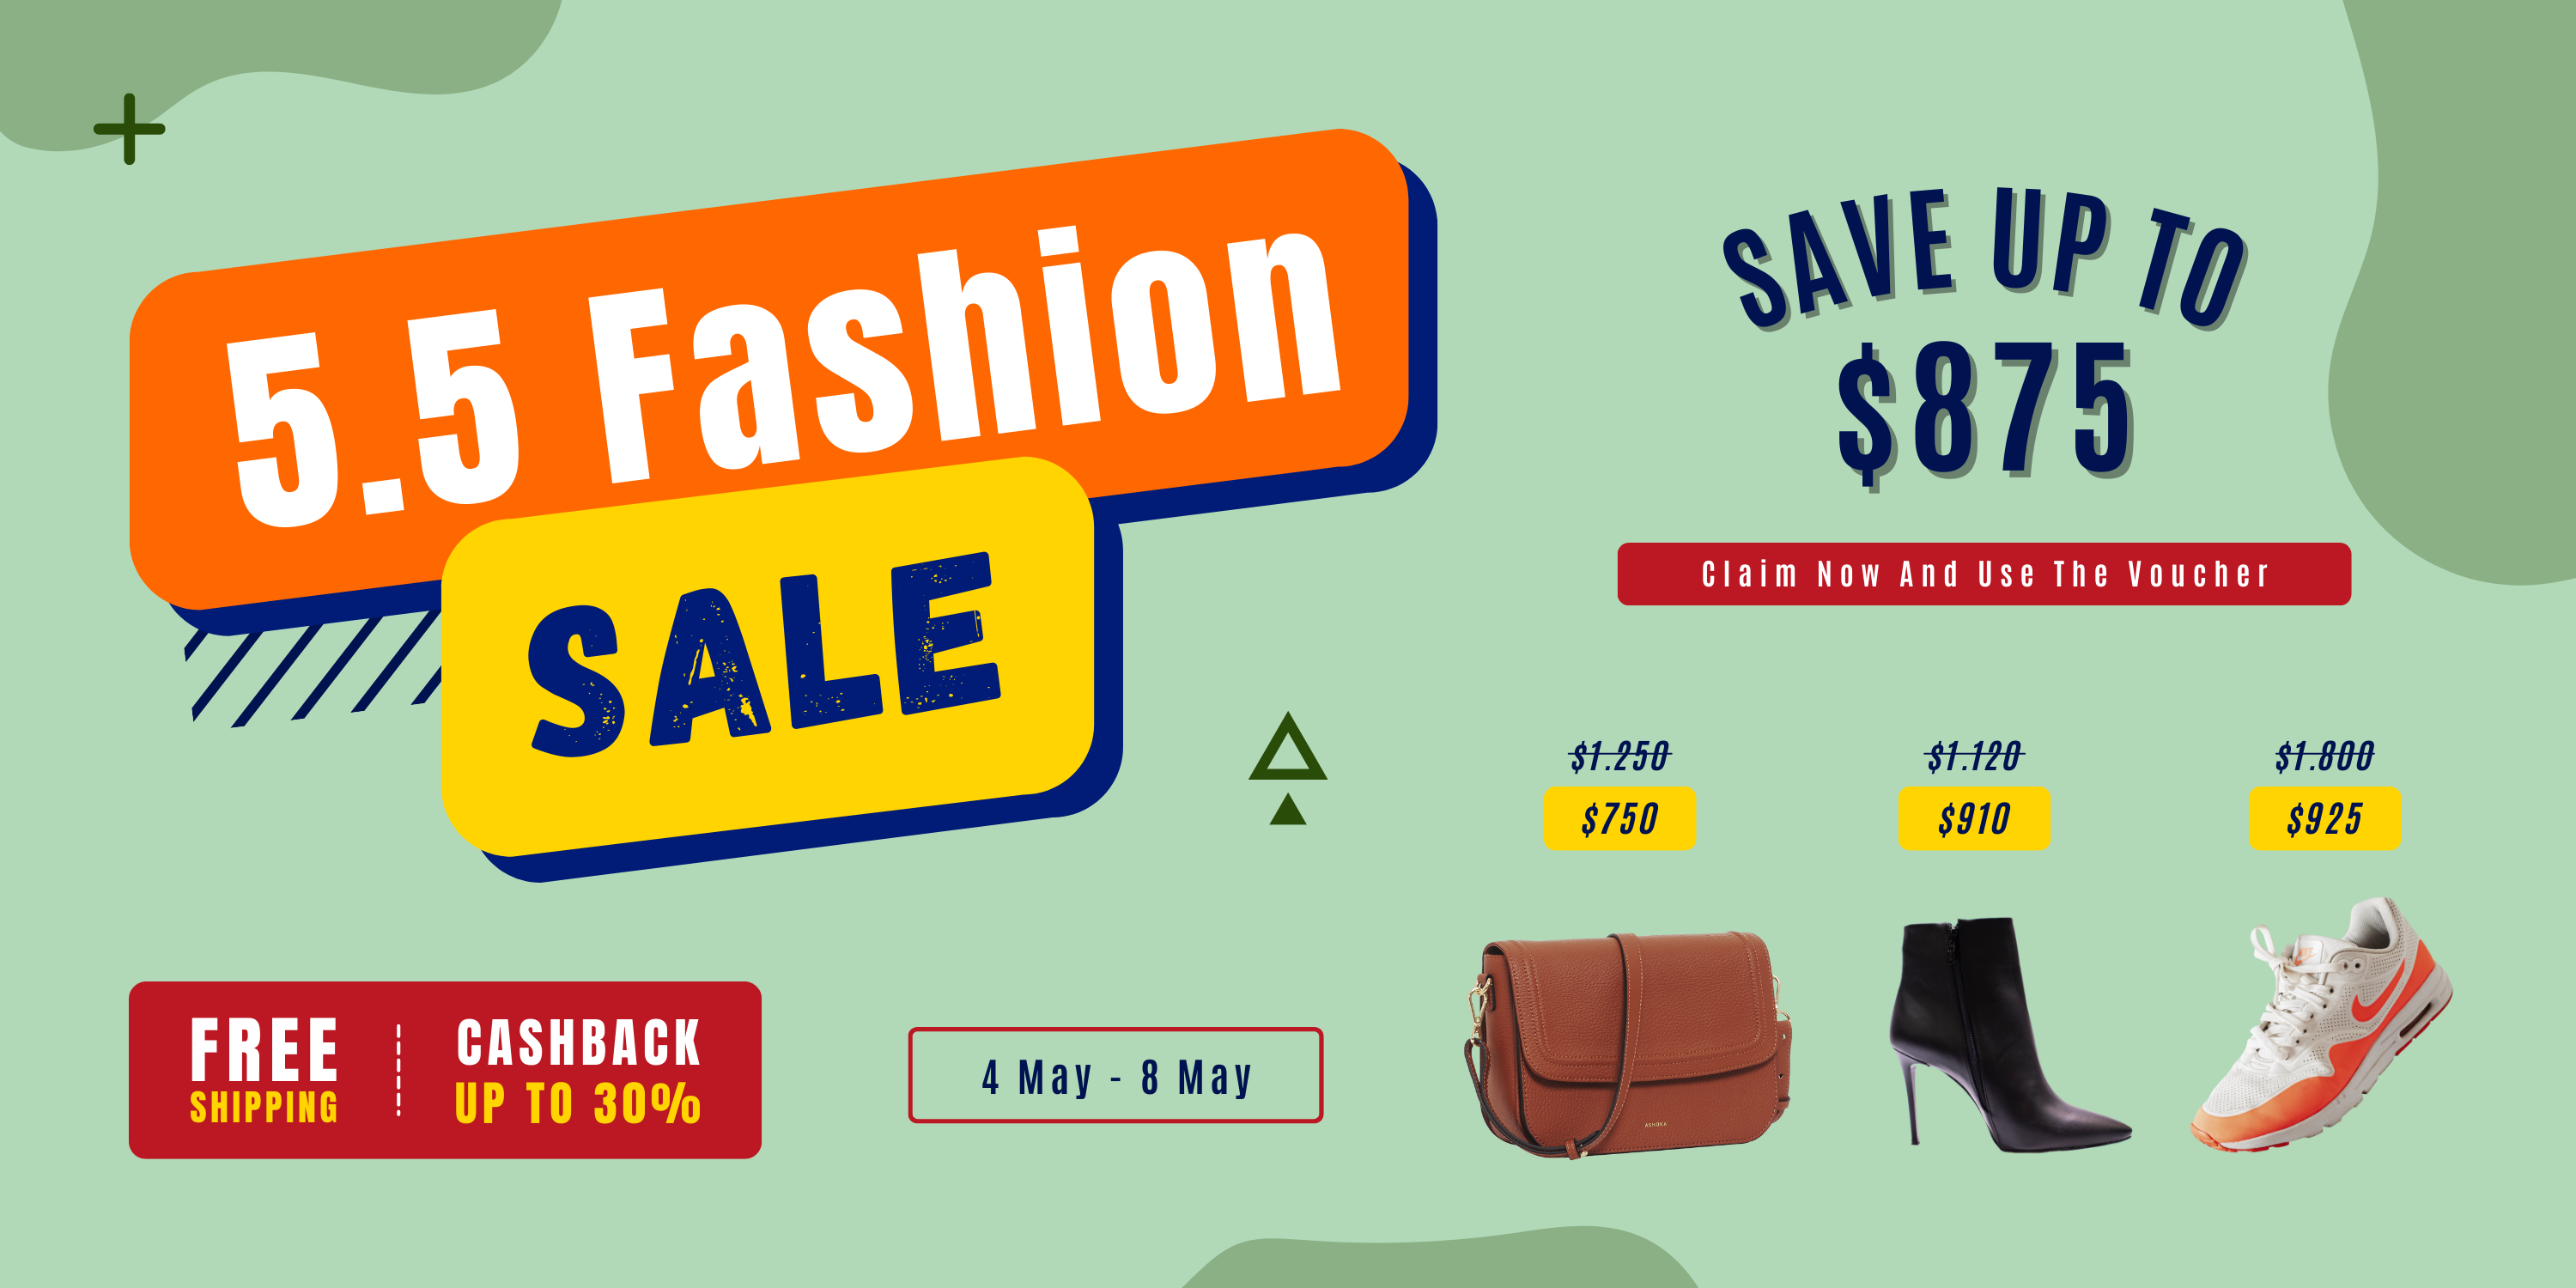 5.5 Fashion
SALE
SAVE UP TO
$875
Claim Now And Use The Voucher
$1.250
$1.120
$1.800
$750
$910
$925
FREE
SHIPPING
CASHBACK
UP TO 30%
4 May - 8 May
ASHOKA